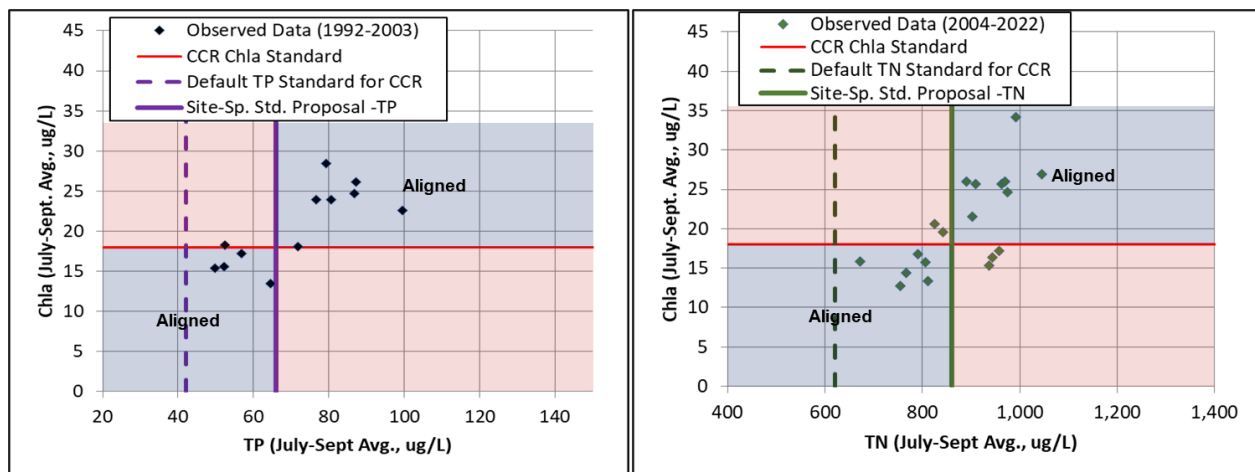 Observed Data (1992-2003)
CCR Chla Standard
Default TP Standard for CCR
Site-Sp. Std. Proposal -TP
Chla (July-Sept. Avg., ug/L)
45
40
35
30
25
20
15
10
5
0
Aligned
Aligned
20
40
60
80
100
120
140
TP (July-Sept Avg., ug/L)
Observed Data (2004-2022)
CCR Chla Standard
Default TN Standard for CCR
Site-Sp. Std. Proposal -TN
Chla (July-Sept. Avg., ug/L)
45
40
35
30
25
20
15
10
5
0
Aligned
Aligned
400
600
800
1,000
1,200
1,400
TN (July-Sept Avg., ug/L)